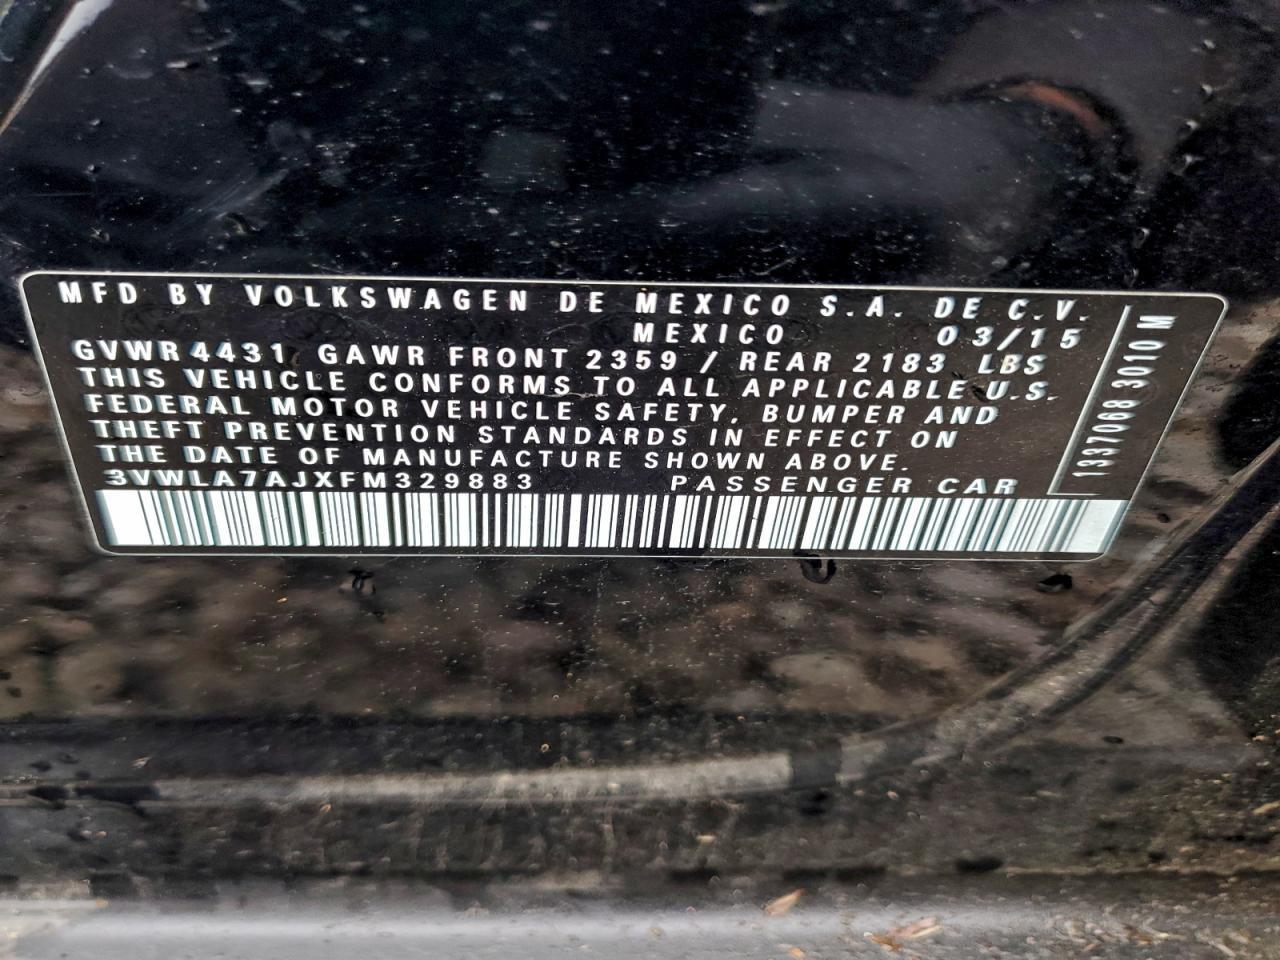 MFD BY VOLKSWAGEN DE MEXICO S.A. DE C.V.
MEXICO 03/15
GVWR 4431 GAWR FRONT 2359 / REAR 2183 LBS
THIS VEHICLE CONFORMS TO ALL APPLICABLE U.S.
FEDERAL MOTOR VEHICLE SAFETY, BUMPER AND
THEFT PREVENTION STANDARDS IN EFFECT ON
THE DATE OF MANUFACTURE SHOWN ABOVE.
3VWLA7AJXFM329883 PASSENGER CAR
1337068 3010 M